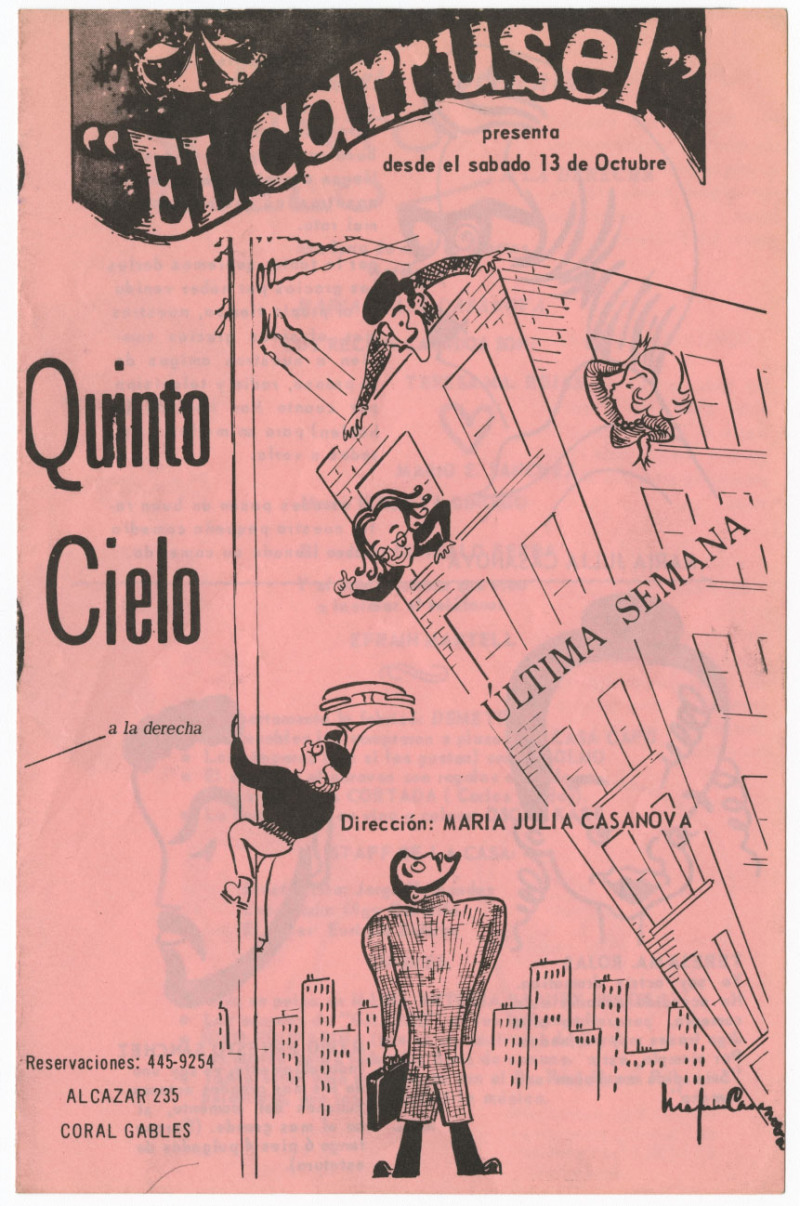 "EL carrusel"
presenta
desde el sabado 13 de Octubre
Quinto
Cielo
a la derecha
ÚLTIMA SEMANA
Dirección: MARIA JULIA CASANOVA
Reservaciones: 445-9254
ALCAZAR 235
CORAL GABLES